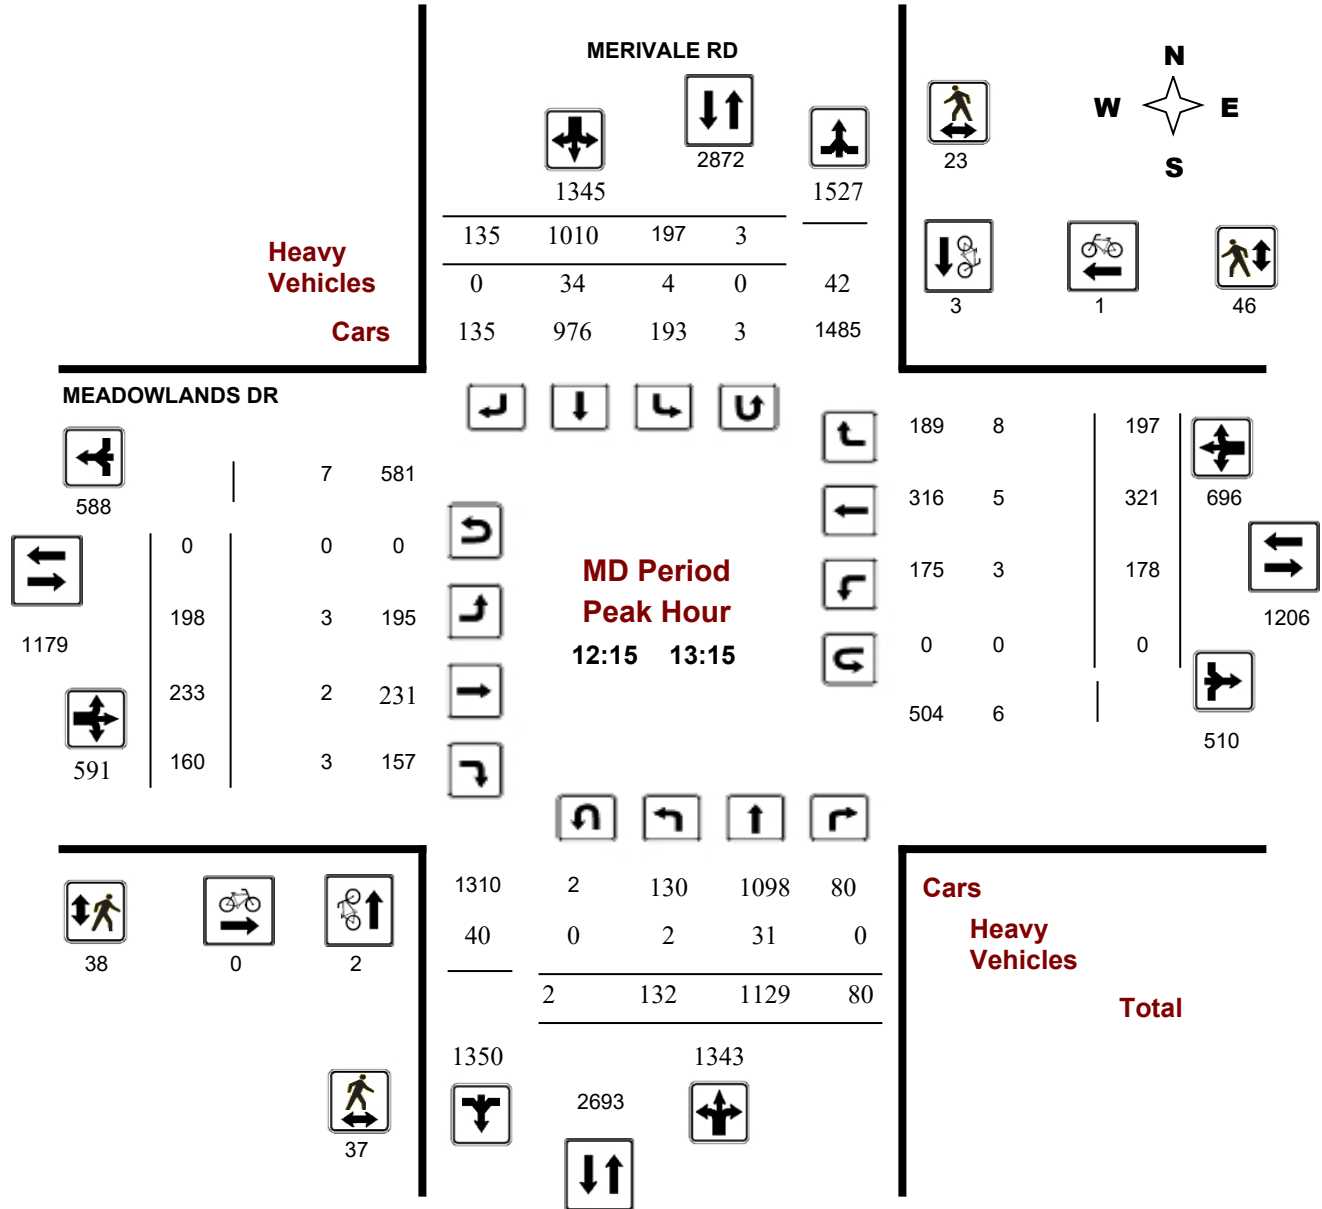 MERIVALE RD
N
W E
S
2872
23
1345
1527
135 1010 197 3
Heavy
Vehicles
0 34 4 0 42
3 1 46
Cars
135 976 193 3 1485
MEADOWLANDS DR
189 8 197
7 581
588
316 5 321 696
0 0 0
MD Period
175 3 178
Peak Hour
198 3 195
1206
1179
12:15 13:15
0 0 0
233 2 231
504 6
510
591
160 3 157
1310 2 130 1098 80
Cars
40 0 2 31 0
Heavy
Vehicles
38 0 2
2 132 1129 80
Total
1350 1343
2693
37